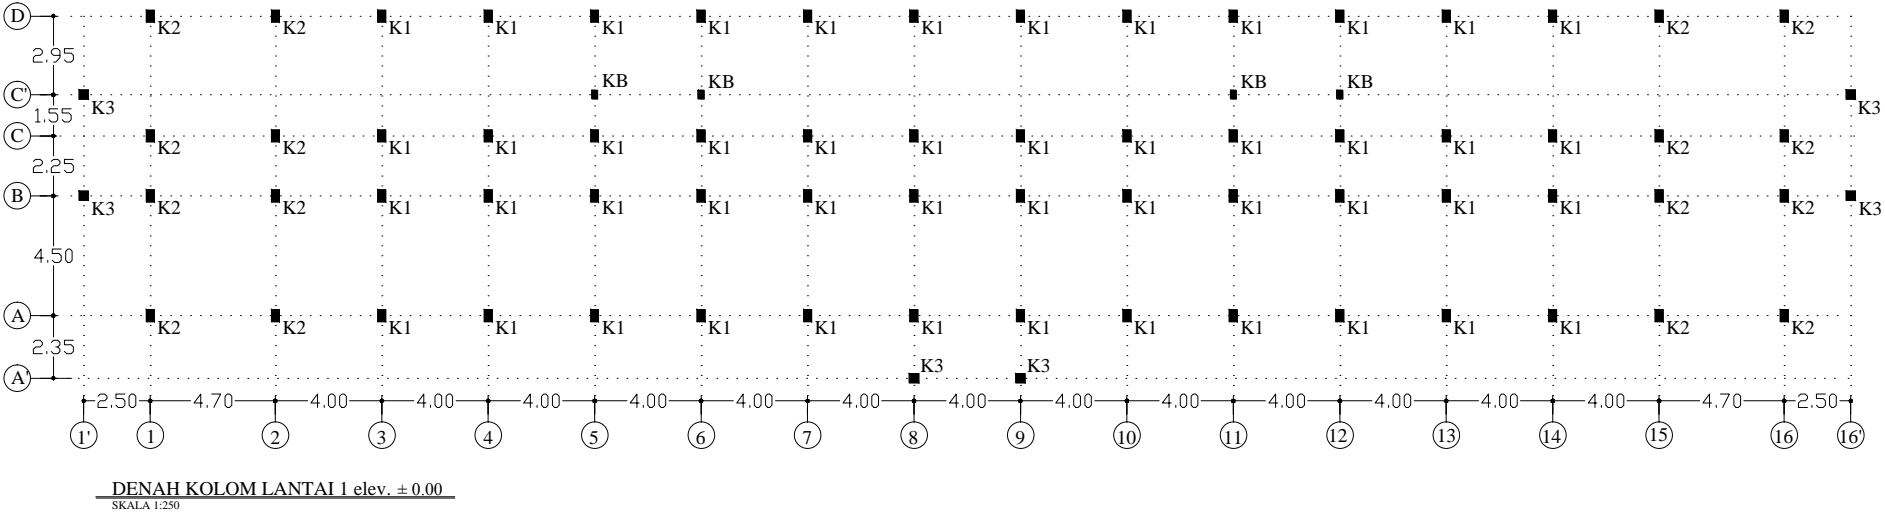 D
K2 K2 K1 K1 K1 K1 K1 K1 K1 K1 K1 K1 K1 K1 K2 K2
2.95
KB KB KB KB
C'
K3 K3
1.55
C
K2 K2 K1 K1 K1 K1 K1 K1 K1 K1 K1 K1 K1 K1 K2 K2
2.25
B
K3 K2 K2 K1 K1 K1 K1 K1 K1 K1 K1 K1 K1 K1 K1 K2 K2 K3
4.50
A
K2 K2 K1 K1 K1 K1 K1 K1 K1 K1 K1 K1 K1 K1 K2 K2
2.35
K3 K3
A'
2.50 4.70 4.00 4.00 4.00 4.00 4.00 4.00 4.00 4.00 4.00 4.00 4.00 4.00 4.00 4.70 2.50
1' 1 2 3 4 5 6 7 8 9 10 11 12 13 14 15 16 16'
DENAH KOLOM LANTAI 1 elev. ± 0.00
SKALA 1:250